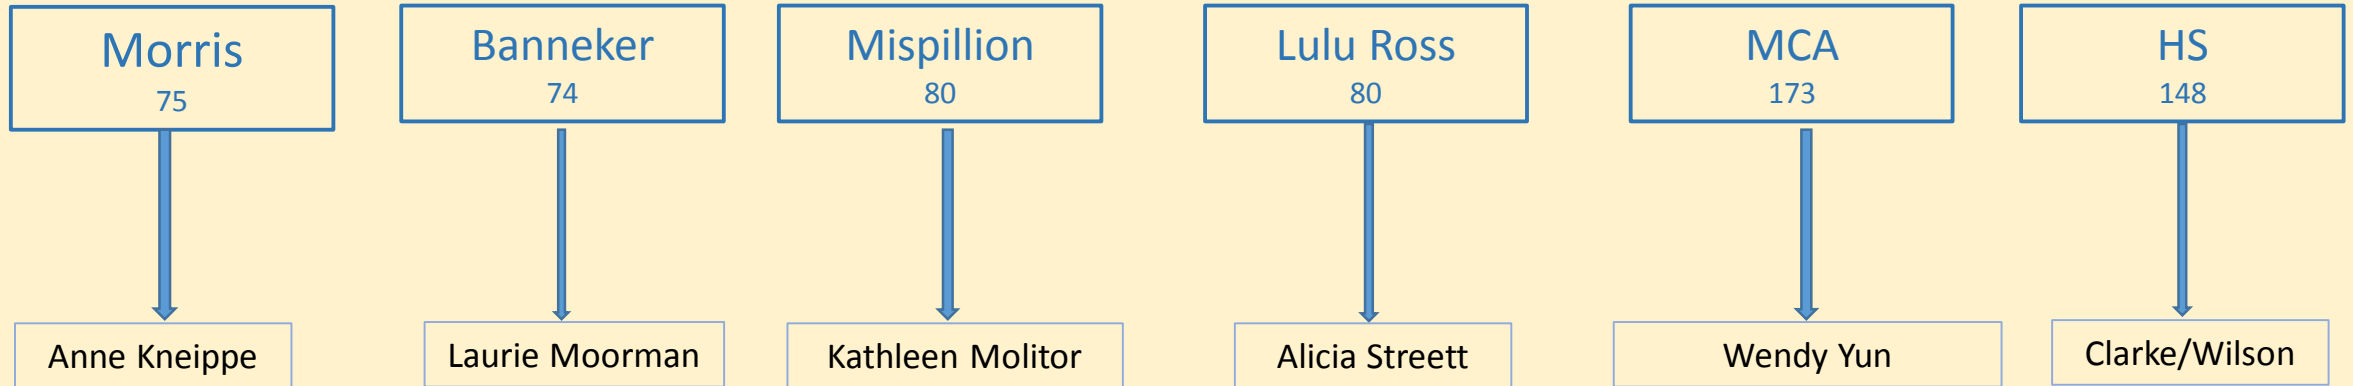 Morris
75
Banneker
74
Mispillion
80
Lulu Ross
80
MCA
173
HS
148
Anne Kneippe
Laurie Moorman
Kathleen Molitor
Alicia Streett
Wendy Yun
Clarke/Wilson